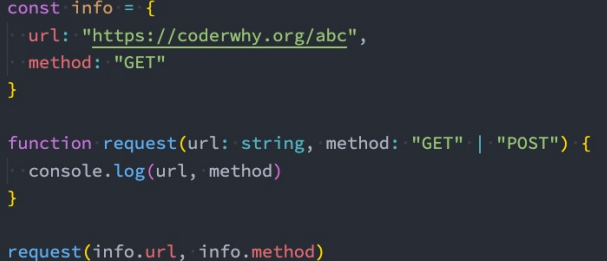 const info = {
  url: "https://coderwhy.org/abc",
  method: "GET"
}

function request(url: string, method: "GET" | "POST") {
  console.log(url, method)
}

request(info.url, info.method)